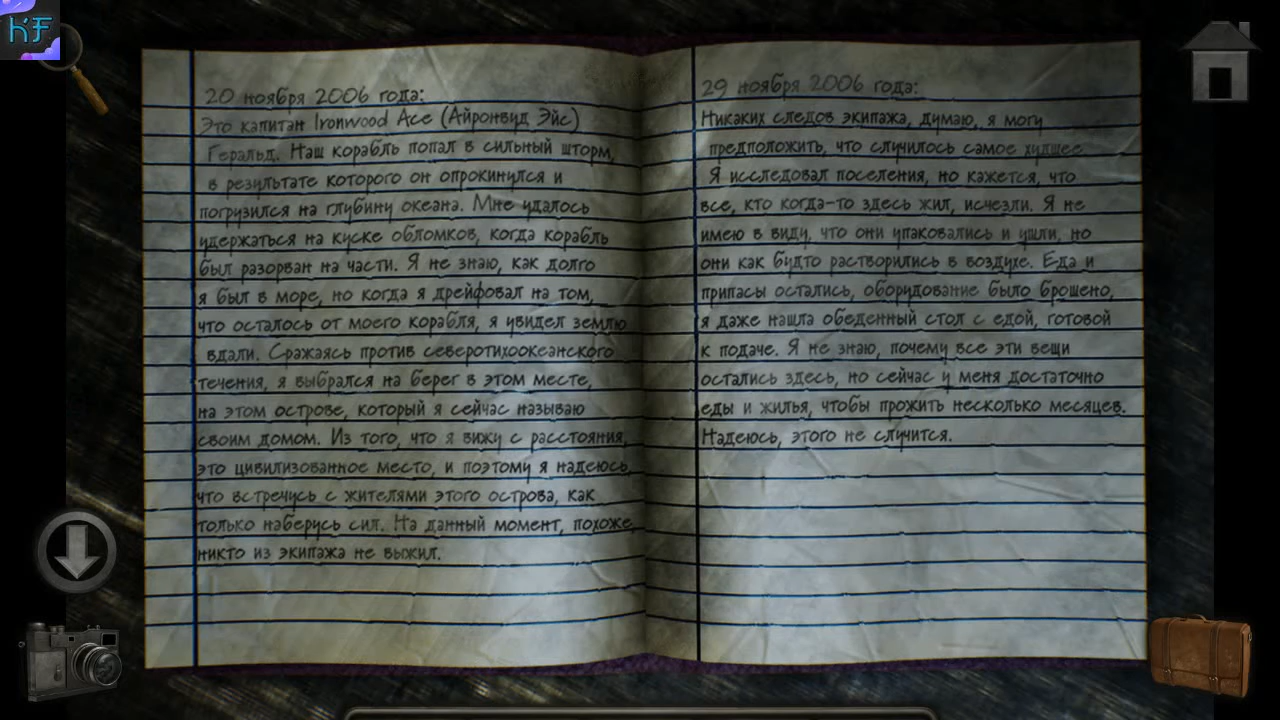 KF
20 ноября 2006 года:
Это капитан Ironwood Ace (Айронвуд Эйс)
Геральд. Наш корабль попал в сильный шторм,
в результате которого он опрокинулся и
погрузился на глубину океана. Мне удалось
удержаться на куске обломков, когда корабль
был разорван на части. Я не знаю, как долго
я был в море, но когда я дрейфовал на том,
что осталось от моего корабля, я увидел землю
вдали. Сражаясь против северотихоокеанского
течения, я выбрался на берег в этом месте,
на этом острове, который я сейчас называю
своим домом. Из того, что я вижу с расстояния,
это цивилизованное место, и поэтому я надеюсь,
что встречусь с жителями этого острова, как
только наберусь сил. На данный момент, похоже,
никто из экипажа не выжил.
29 ноября 2006 года:
Никаких следов экипажа, думаю, я могу
предположить, что случилось самое худшее.
Я исследовал поселения, но кажется, что
все, кто когда-то здесь жил, исчезли. Я не
имею в виду, что они упаковались и ушли, но
они как будто растворились в воздухе. Еда и
припасы остались, оборудование было брошено,
я даже нашла обеденный стол с едой, готовой
к подаче. Я не знаю, почему все эти вещи
остались здесь, но сейчас у меня достаточно
еды и жилья, чтобы прожить несколько месяцев.
Надеюсь, этого не случится.